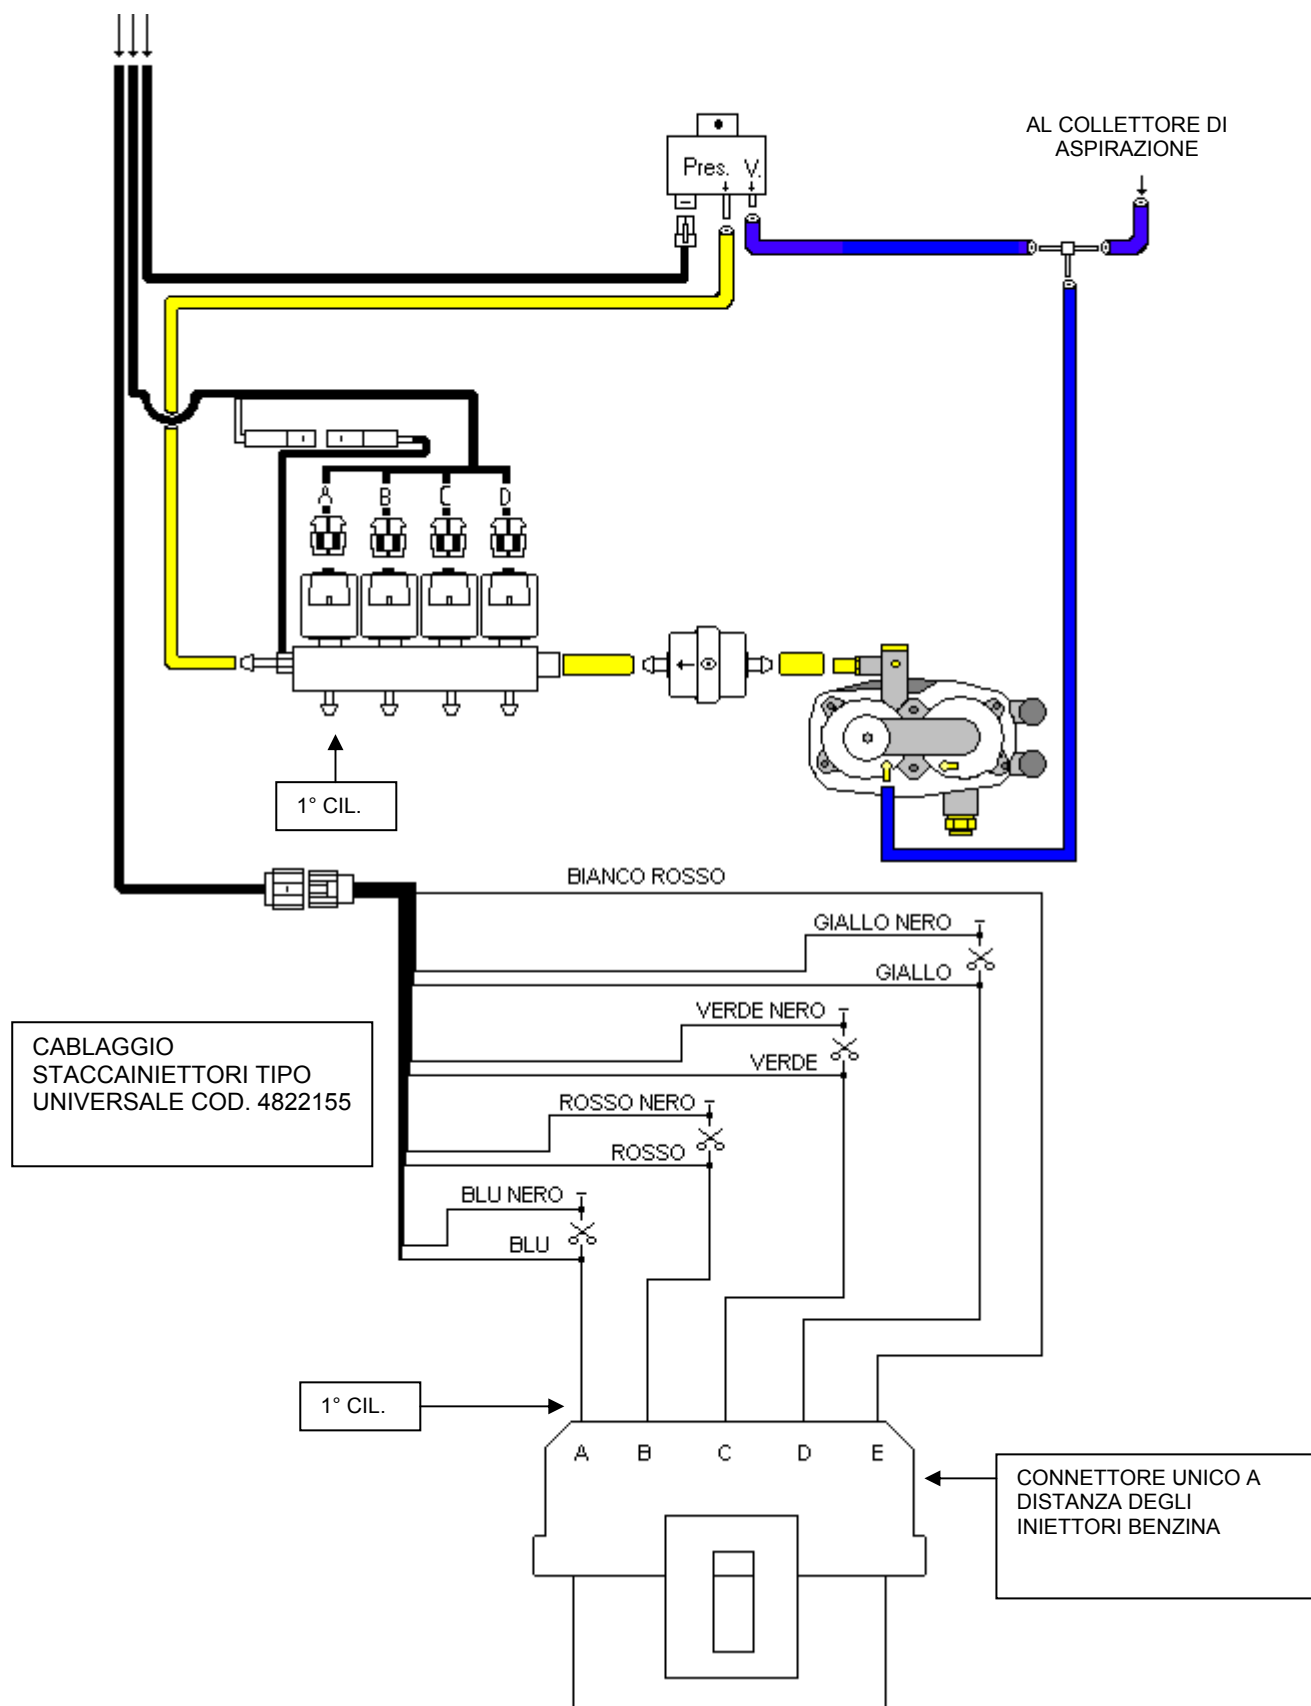 AL COLLETTORE DI
ASPIRAZIONE
Pres. V.
A B C D
1° CIL.
BIANCO ROSSO
GIALLO NERO
GIALLO
VERDE NERO
VERDE
CABLAGGIO
STACCAINIETTORI TIPO
UNIVERSALE COD. 4822155
ROSSO NERO
ROSSO
BLU NERO
BLU
1° CIL.
A B C D E
CONNETTORE UNICO A
DISTANZA DEGLI
INIETTORI BENZINA